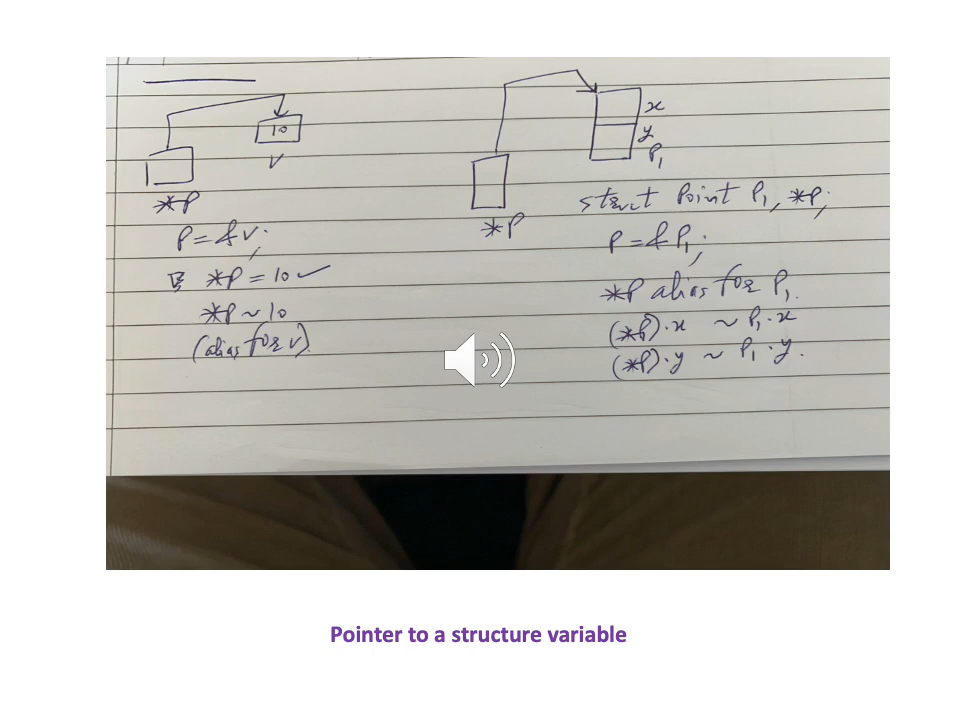 10
V
*P
P = &V;
*P = 10 ✓
*P ~ 10
(alias for V)
x
y
P1
*P
struct Point P1, *P;
P = &P1;
*P alias for P1.
(*P).x ~ P1.x
(*P).y ~ P1.y.
Pointer to a structure variable